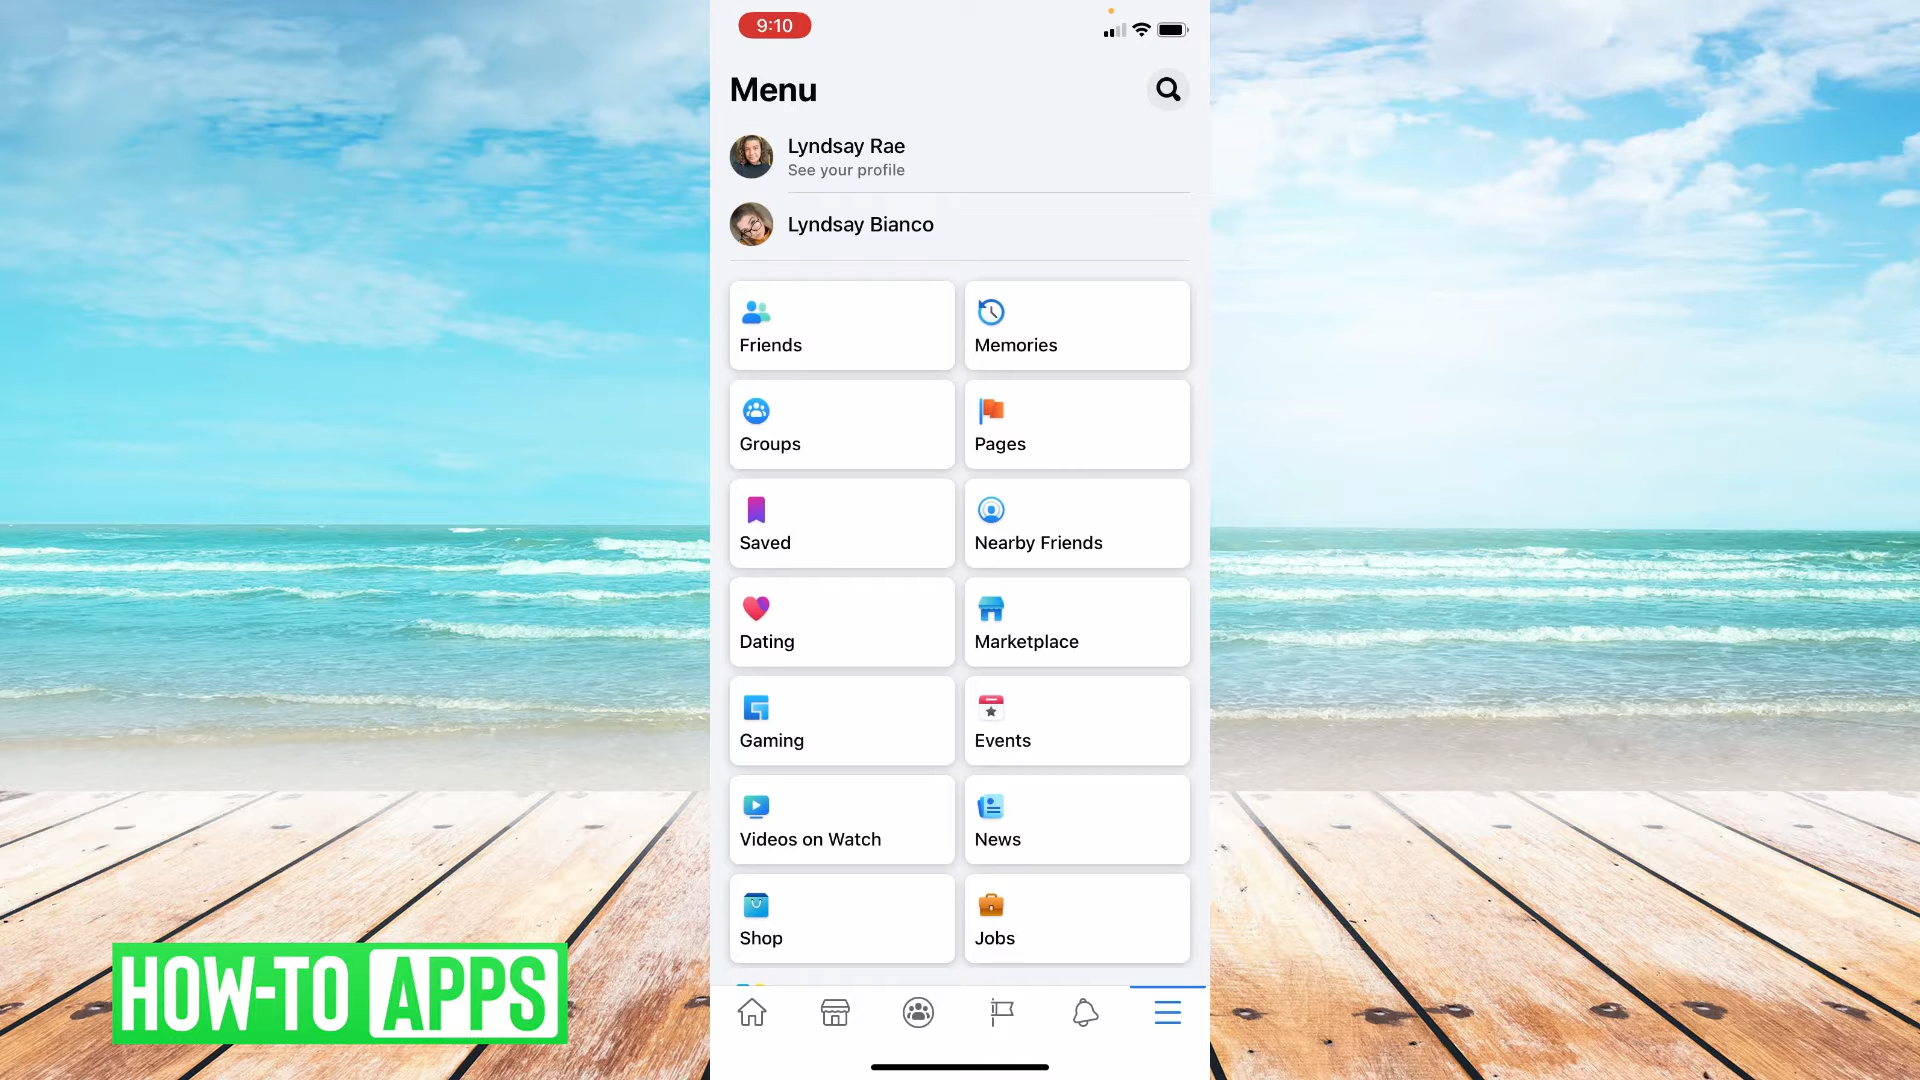 9:10
Menu
Lyndsay Rae
See your profile
Lyndsay Bianco
Friends
Memories
Groups
Pages
Saved
Nearby Friends
Dating
Marketplace
Gaming
Events
Videos on Watch
News
Shop
Jobs
HOW-TO APPS